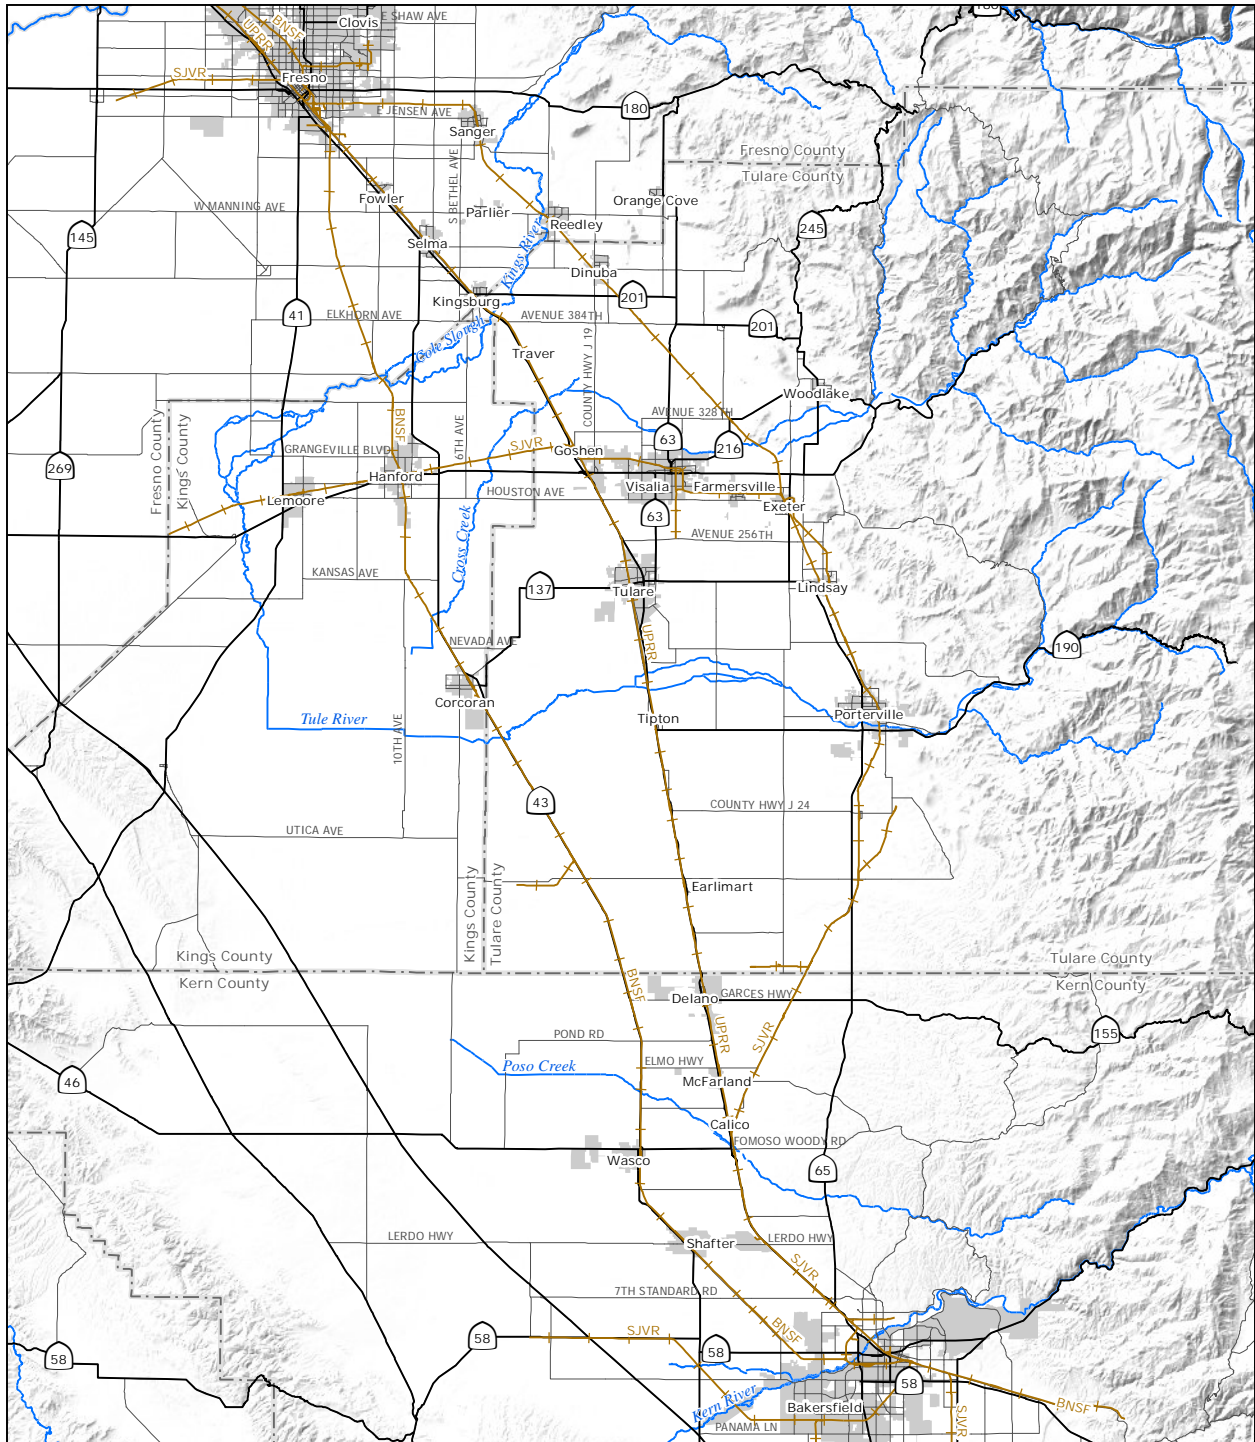 180
Clovis
E SHAW AVE
BNSF
UPRR
SJVR
Fresno
180
E JENSEN AVE
Sanger
Fresno County
Tulare County
S BETHEL AVE
Fowler
Orange Cove
W MANNING AVE
Parlier
Reedley
245
145
Selma
Kings River
Dinuba
Kingsburg
201
41
ELKHORN AVE
AVENUE 384TH
201
Cole Slough
COUNTY HWY J 19
Traver
Woodlake
Fresno County
Kings County
BNSF
6TH AVE
AVENUE 328TH
63
216
GRANGEVILLE BLVD
SJVR
Goshen
269
Hanford
Visalia
Farmersville
HOUSTON AVE
Lemoore
Exeter
63
Cross Creek
AVENUE 256TH
KANSAS AVE
137
Tulare
Lindsay
NEVADA AVE
UPRR
190
Corcoran
Tule River
10TH AVE
Tipton
Porterville
43
COUNTY HWY J 24
UTICA AVE
Kings County
Tulare County
Earlimart
Kings County
Kern County
Tulare County
Kern County
BNSF
Delano
GARCES HWY
UPRR
SJVR
155
POND RD
Poso Creek
ELMO HWY
46
McFarland
Calico
FOMOSO WOODY RD
Wasco
65
LERDO HWY
Shafter
LERDO HWY
SJVR
7TH STANDARD RD
SJVR
BNSF
58
58
58
58
Kern River
Bakersfield
BNSF
SJVR
PANAMA LN